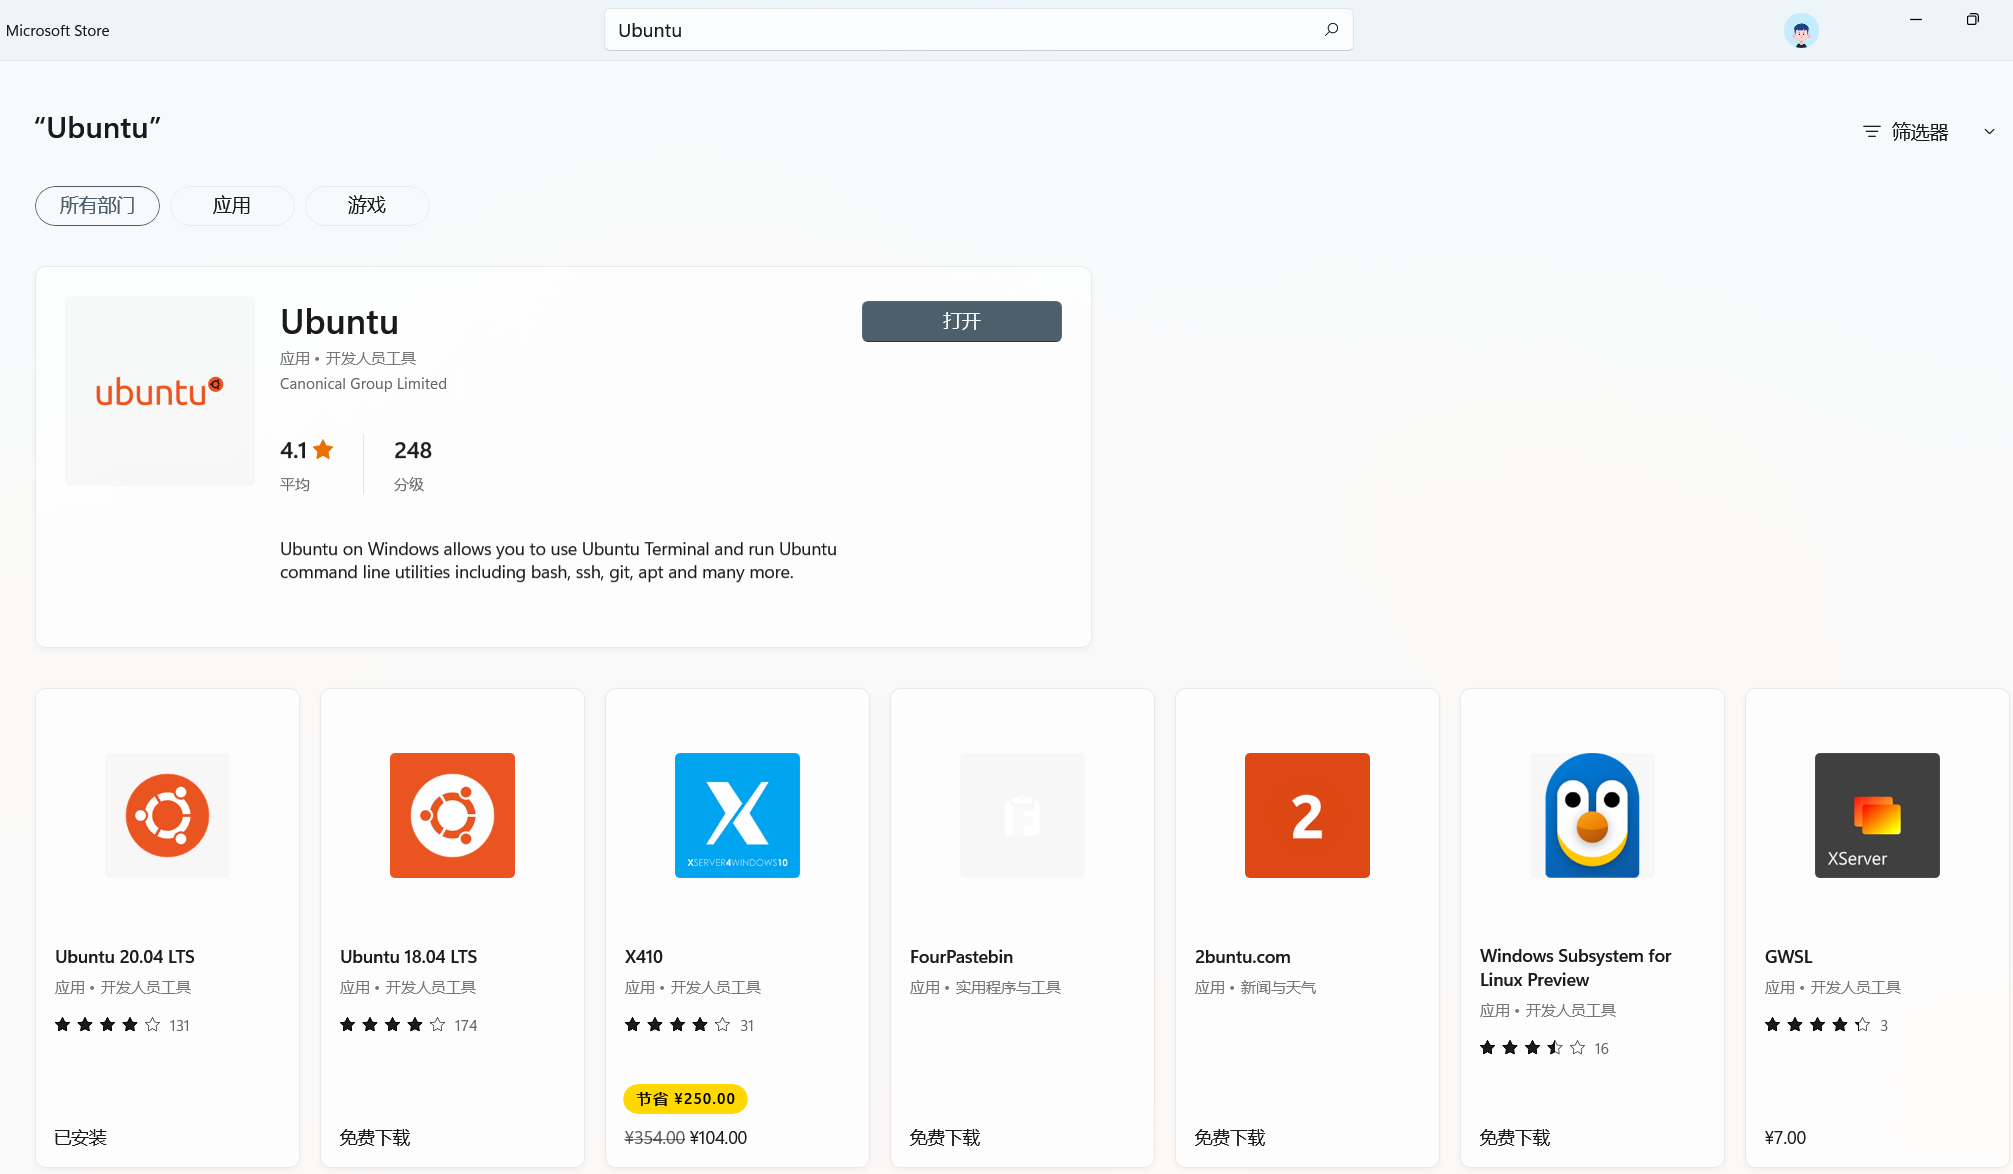 Microsoft Store
Ubuntu
“Ubuntu”
筛选器
所有部门
应用
游戏
ubuntu
Ubuntu
打开
应用 • 开发人员工具
Canonical Group Limited
4.1
248
平均
分级
Ubuntu on Windows allows you to use Ubuntu Terminal and run Ubuntu
command line utilities including bash, ssh, git, apt and many more.
Ubuntu 20.04 LTS
应用 • 开发人员工具
131
已安装
Ubuntu 18.04 LTS
应用 • 开发人员工具
174
免费下载
X
XSERVER4WINDOWS10
X410
应用 • 开发人员工具
31
节省 ¥250.00
¥354.00 ¥104.00
FourPastebin
应用 • 实用程序与工具
免费下载
2
2buntu.com
应用 • 新闻与天气
免费下载
Windows Subsystem for
Linux Preview
应用 • 开发人员工具
16
免费下载
XServer
GWSL
应用 • 开发人员工具
3
¥7.00